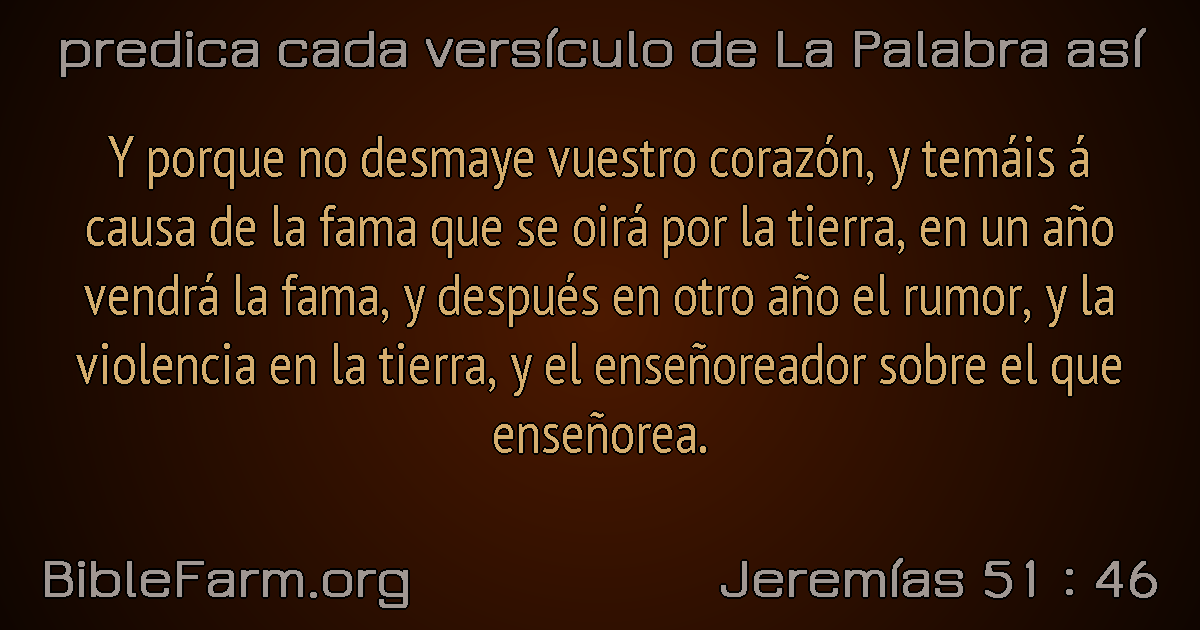 predica cada versículo de La Palabra así
Y porque no desmaye vuestro corazón, y temáis á
causa de la fama que se oirá por la tierra, en un año
vendrá la fama, y después en otro año el rumor, y la
violencia en la tierra, y el enseñoreador sobre el que
enseñorea.
BibleFarm.org
Jeremías 51 : 46